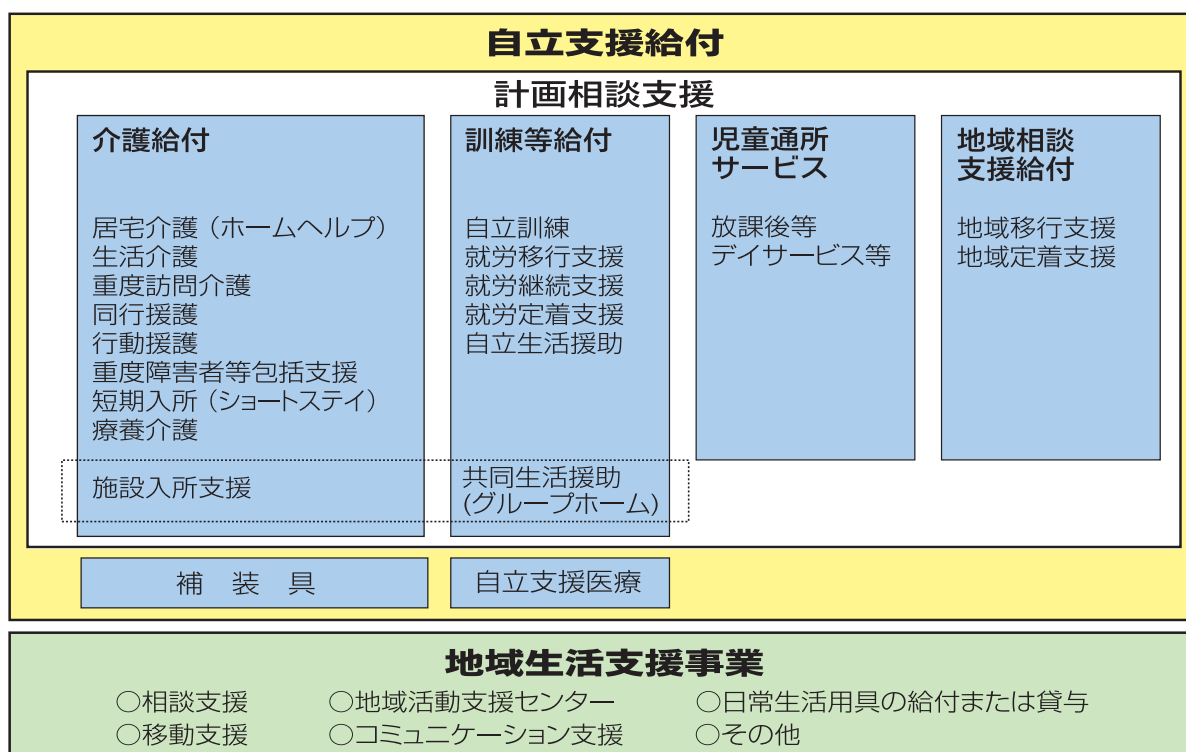 自立支援給付
計画相談支援
介護給付
居宅介護（ホームヘルプ）
生活介護
重度訪問介護
同行援護
行動援護
重度障害者等包括支援
短期入所（ショートステイ）
療養介護
施設入所支援
訓練等給付
自立訓練
就労移行支援
就労継続支援
就労定着支援
自立生活援助
共同生活援助
(グループホーム)
児童通所
サービス
放課後等
デイサービス等
地域相談
支援給付
地域移行支援
地域定着支援
補　装　具
自立支援医療
地域生活支援事業
○相談支援　○地域活動支援センター　○日常生活用具の給付または貸与
○移動支援　○コミュニケーション支援　○その他